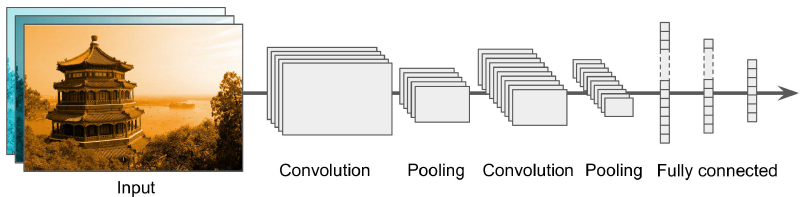 Convolution
Pooling
Convolution
Pooling
Fully connected
Input